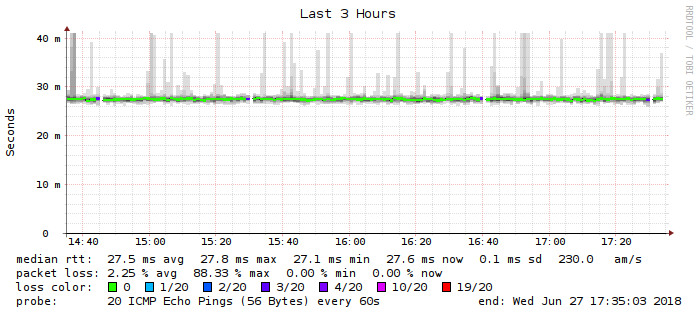 Last 3 Hours
RRDTOOL / TOBI OETIKER
Seconds
40 m
30 m
20 m
10 m
0
14:40 15:00 15:20 15:40 16:00 16:20 16:40 17:00 17:20
median rtt: 27.5 ms avg 27.8 ms max 27.1 ms min 27.6 ms now 0.1 ms sd 230.0 am/s
packet loss: 2.25 % avg 88.33 % max 0.00 % min 0.00 % now
loss color: 0 1/20 2/20 3/20 4/20 10/20 19/20
probe: 20 ICMP Echo Pings (56 Bytes) every 60s end: Wed Jun 27 17:35:03 2018